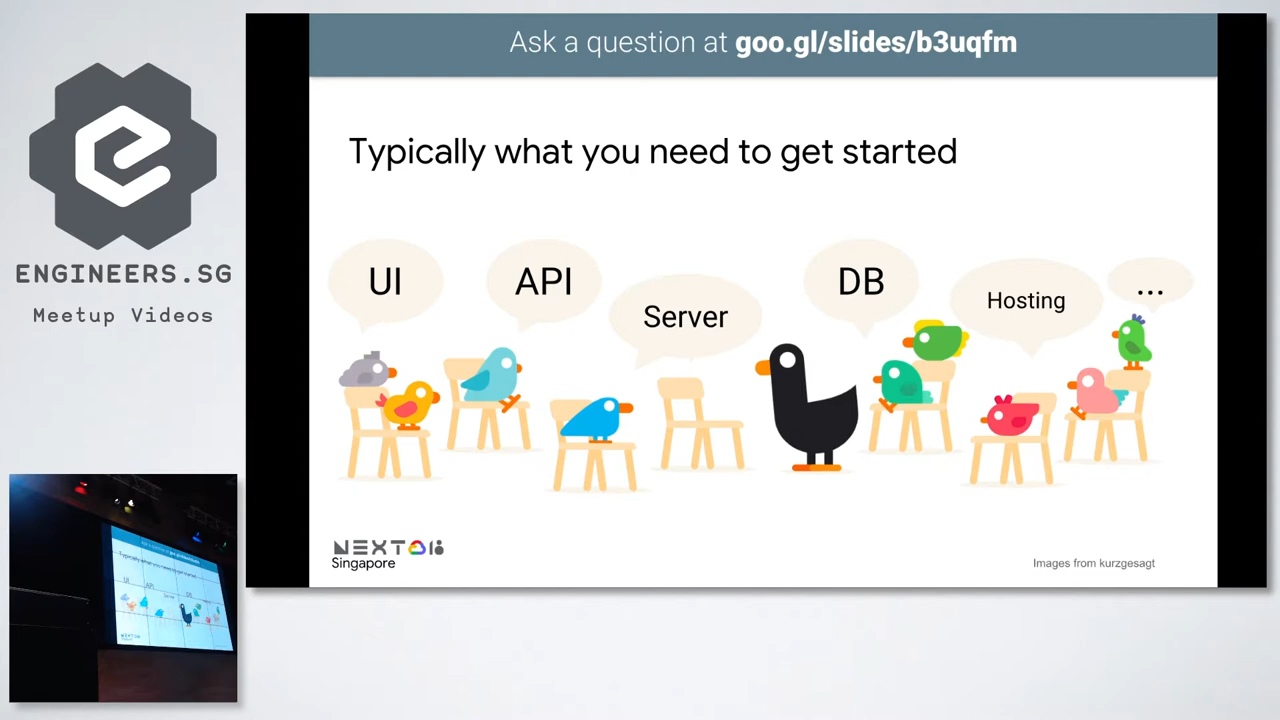 Ask a question at goo.gl/slides/b3uqfm
Typically what you need to get started
UI
API
Server
DB
Hosting
...
NEXT 18
Singapore
Images from kurzgesagt
ENGINEERS.SG
Meetup Videos